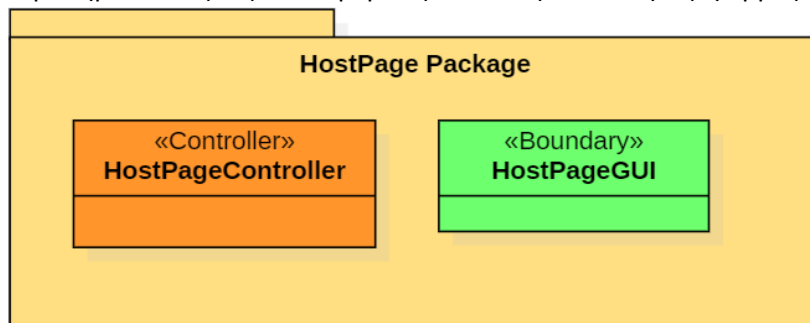 HostPage Package
«Controller»
HostPageController
«Boundary»
HostPageGUI